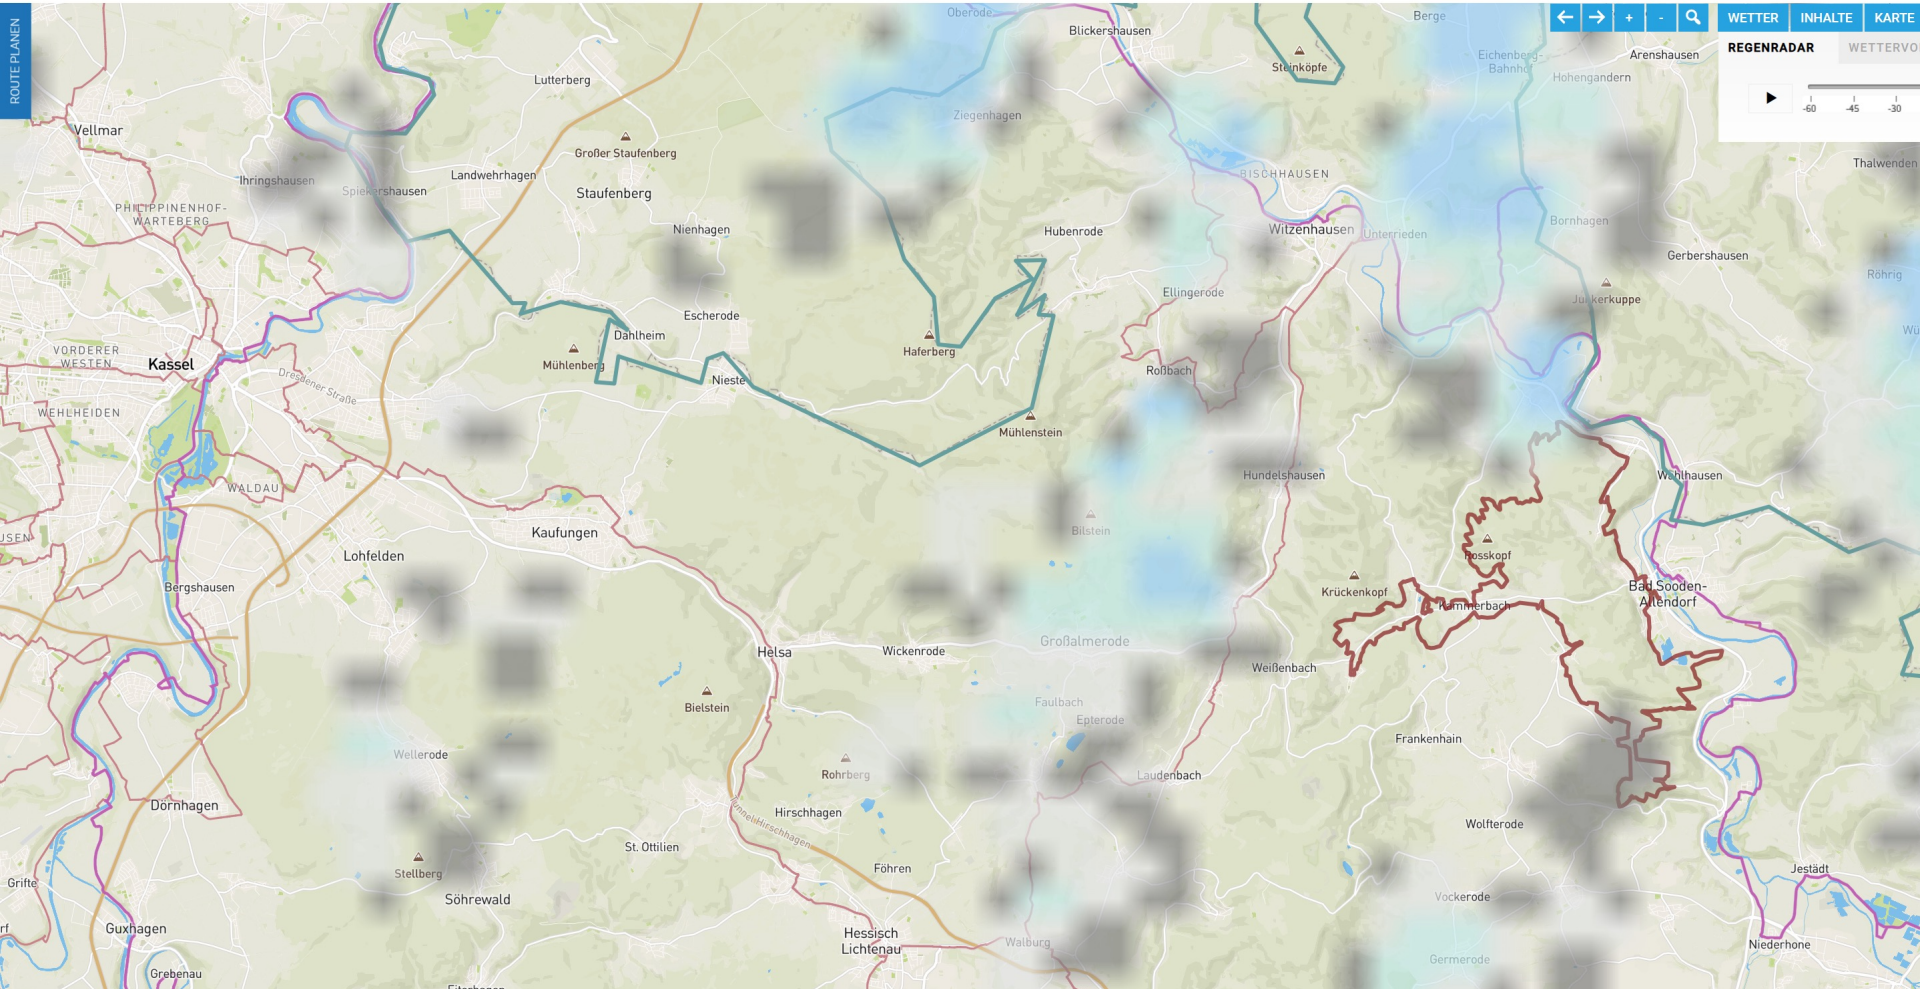 ROUTE PLANEN
Oberode
Blickershausen
Berge
WETTER
INHALTE
KARTE
REGENRADAR
-60
-45
-30
+
-
Arenshausen
Eichenberg-
Bahnhof
Hohengandern
Steinköpfe
Lutterberg
Ziegenhagen
Vellmar
Großer Staufenberg
Thalwenden
Ihringshausen
Spiekershausen
Landwehrhagen
Staufenberg
BISCHHAUSEN
PHILIPPINENHOF-
WARTEBERG
Nienhagen
Hubenrode
Witzenhausen
Unterrieden
Bornhagen
Gerbershausen
Röhrig
Ellingerode
Junkerkuppe
Escherode
Dahlheim
Haferberg
VORDERER
WESTEN
Kassel
Mühlenberg
Nieste
Roßbach
Dresdener Straße
WEHLHEIDEN
Mühlenstein
Hundelshausen
Wahlhausen
WALDAU
Kaufungen
Bilstein
Lohfelden
Rosskopf
Bergshausen
Krückenkopf
Kammerbach
Bad Sooden-
Allendorf
Helsa
Wickenrode
Großalmerode
Weißenbach
Bielstein
Faulbach
Epterode
Frankenhain
Wellerode
Rohrberg
Laudenbach
Dörnhagen
Hirschhagen
Tunnel Hirschhagen
Wolfterode
St. Ottilien
Stellberg
Föhren
Jestädt
Grifte
Söhrewald
Vockerode
Guxhagen
Hessisch
Lichtenau
Walburg
Niederhone
Germerode
Grebenau